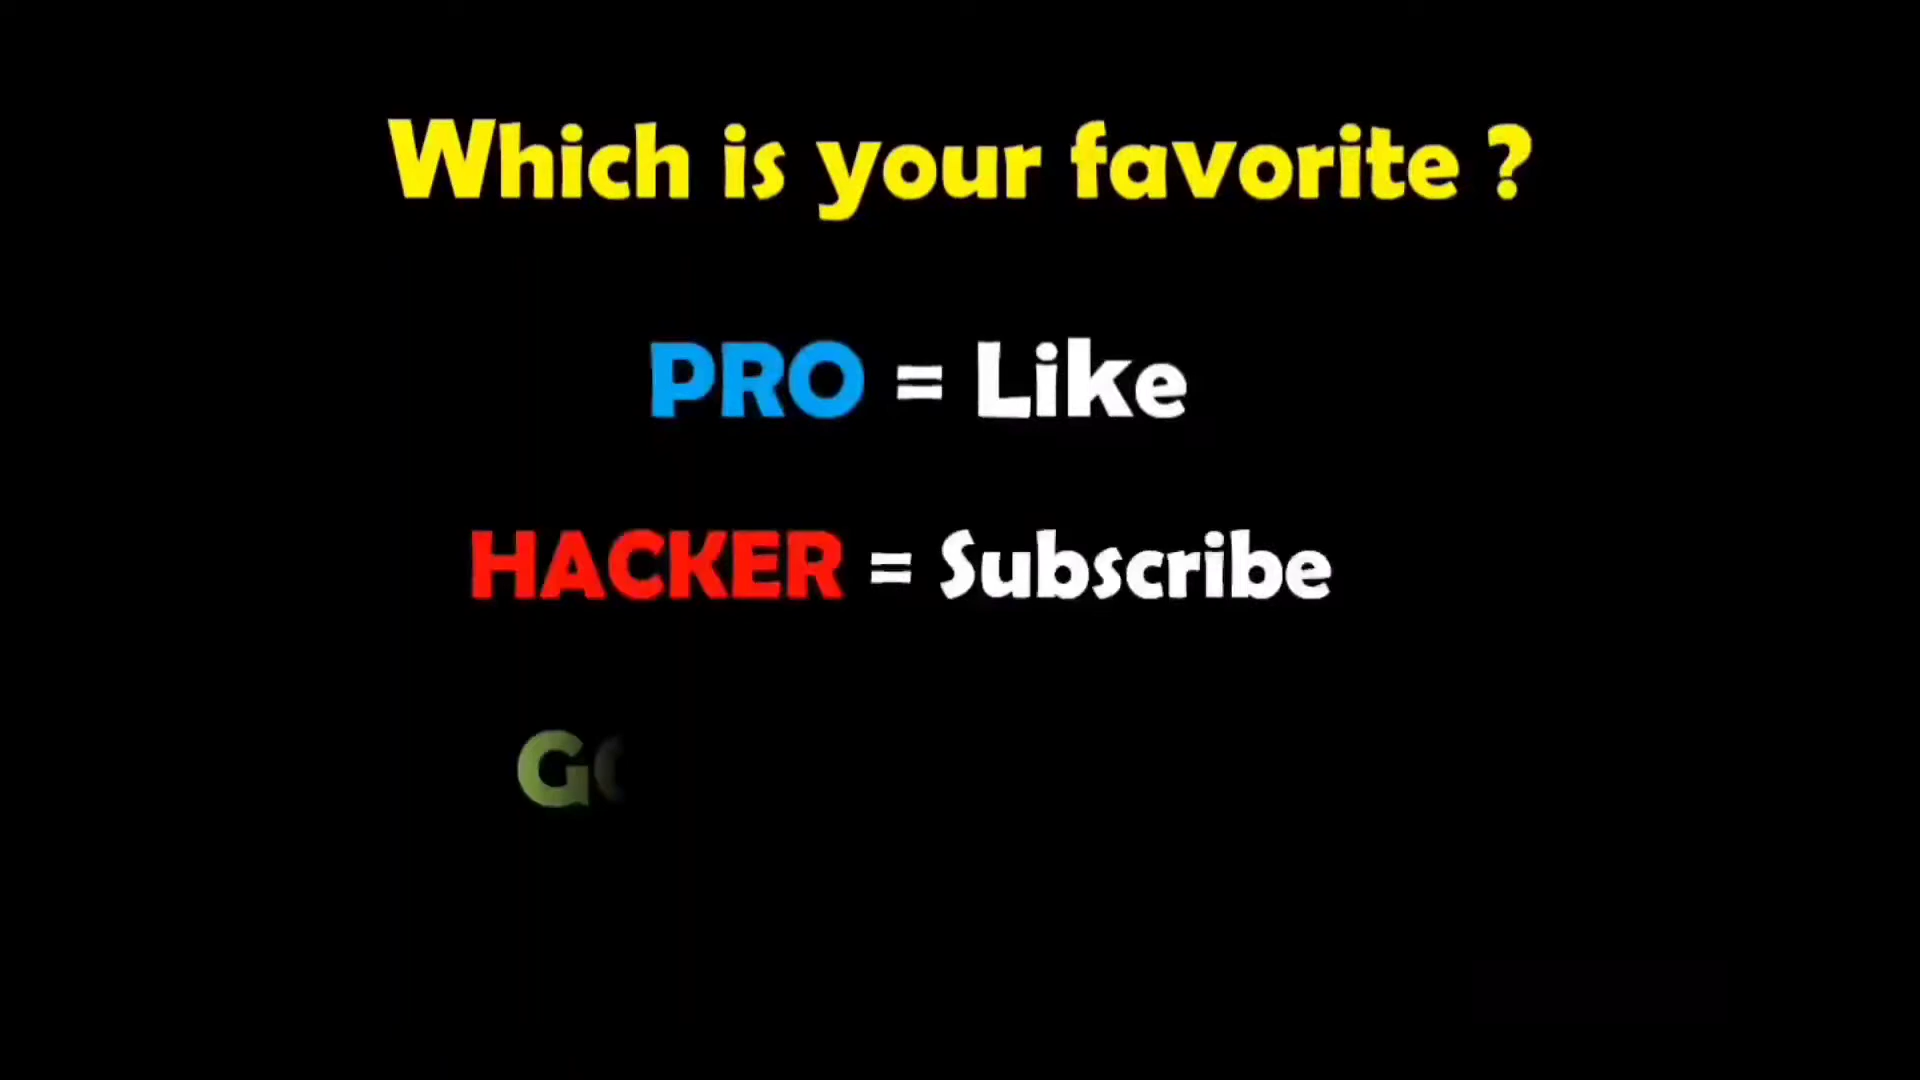 Which is your favorite ?
PRO = Like
HACKER = Subscribe
G